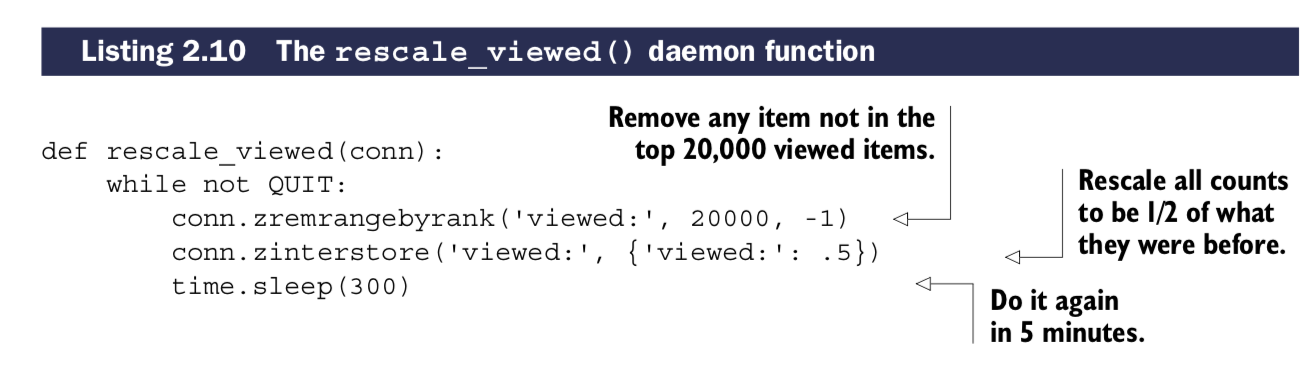 Listing 2.10 The rescale_viewed() daemon function
Remove any item not in the
top 20,000 viewed items.
def rescale_viewed(conn):
    while not QUIT:
        conn.zremrangebyrank('viewed:', 20000, -1)
        conn.zinterstore('viewed:', {'viewed:': .5})
        time.sleep(300)
Rescale all counts
to be 1/2 of what
they were before.
Do it again
in 5 minutes.